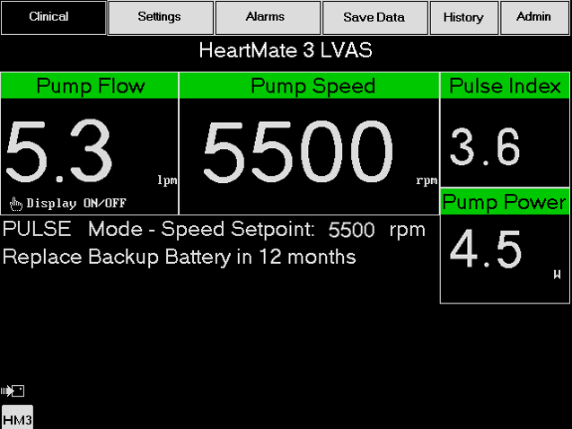 Clinical Settings Alarms Save Data History Admin
HeartMate 3 LVAS
Pump Flow Pump Speed Pulse Index
5.3 lpm 5500 rpm 3.6
Display ON/OFF
Pump Power
PULSE Mode - Speed Setpoint: 5500 rpm
4.5 W
Replace Backup Battery in 12 months
HM3